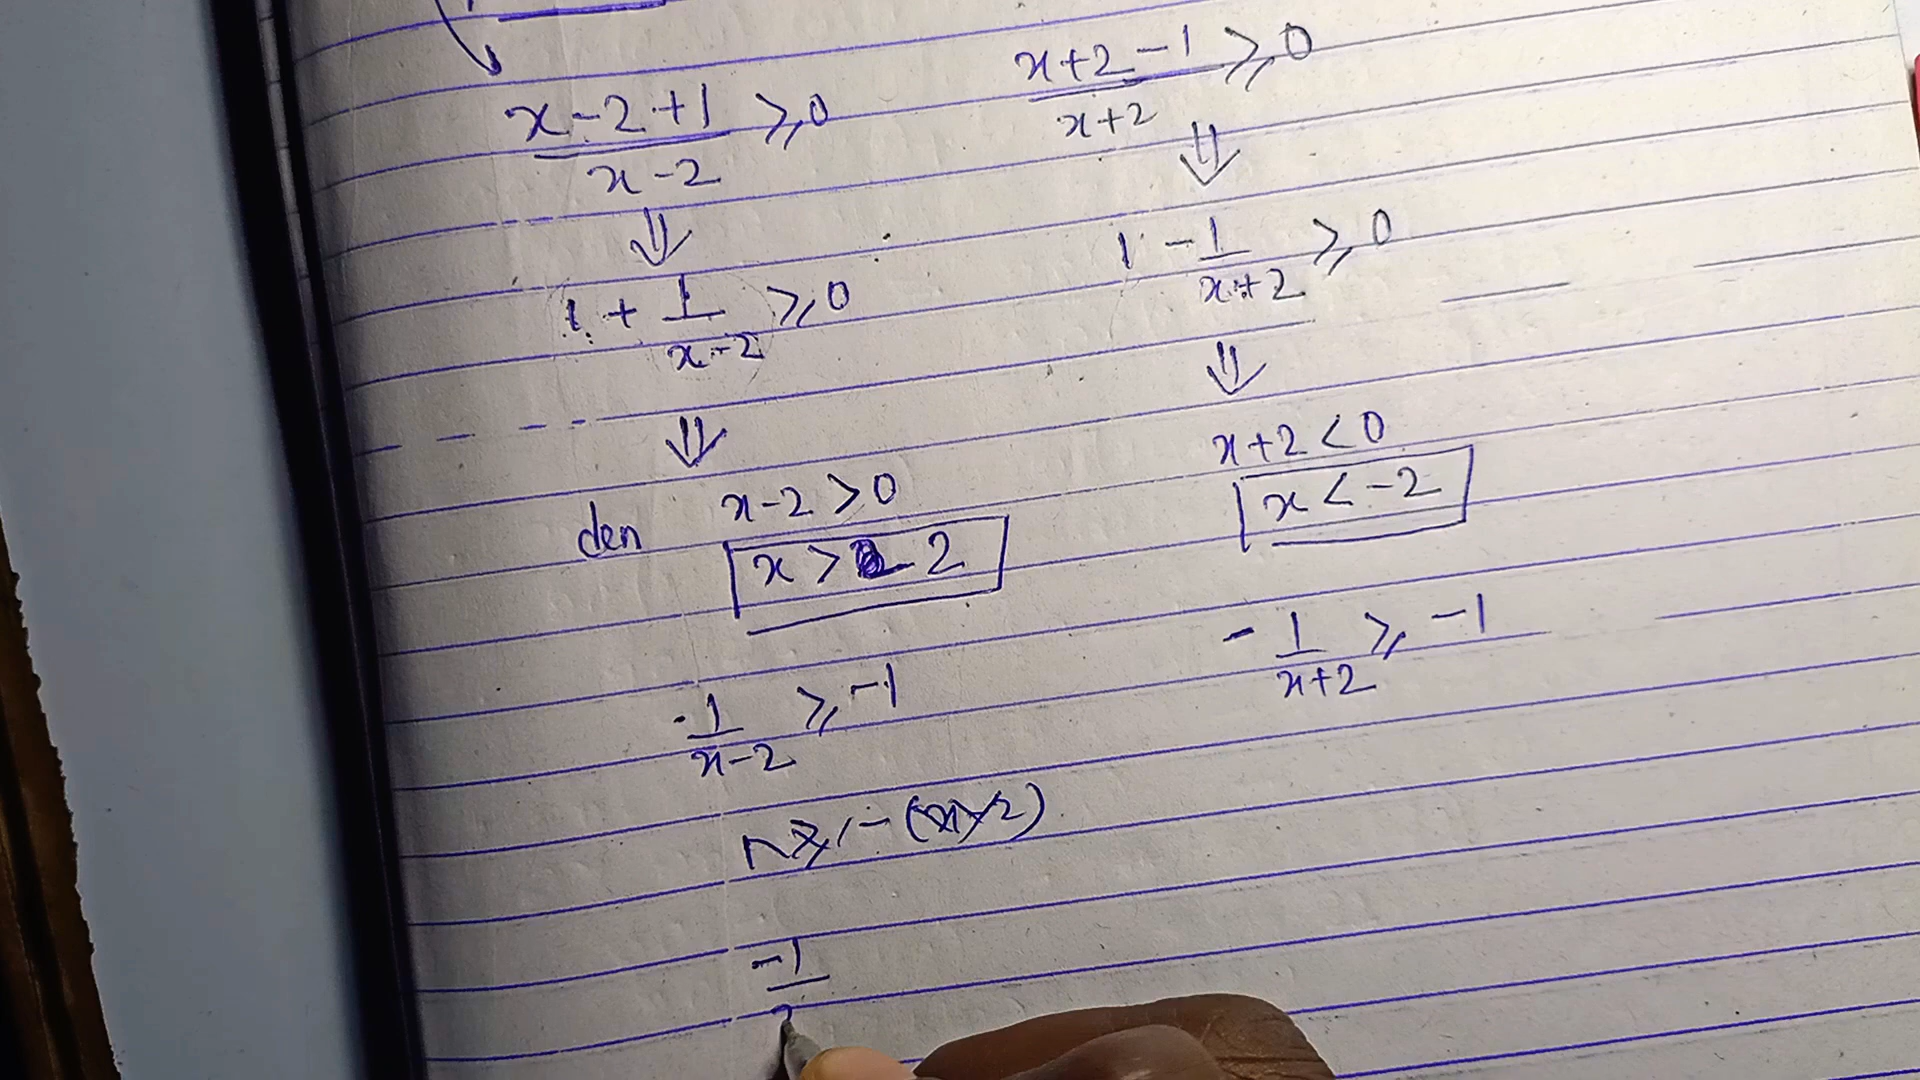 x-2+1/x-2 ≥ 0
⇓
1 + 1/x-2 ≥ 0
⇓
den x-2 > 0
x > 2
1/x-2 ≥ -1
-1
x+2-1/x+2 ≥ 0
⇓
1 - 1/x+2 ≥ 0
⇓
x+2 < 0
x < -2
- 1/x+2 ≥ -1